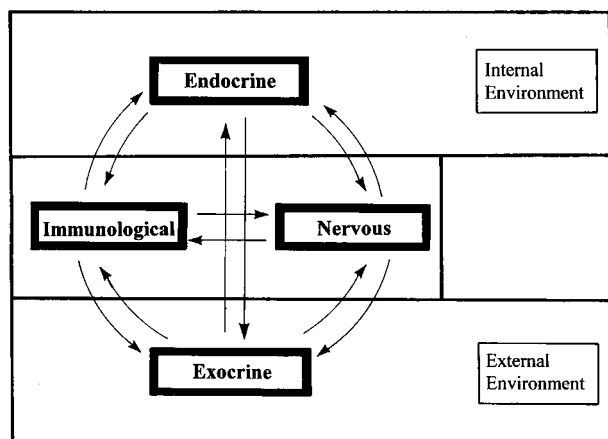 Endocrine
Internal
Environment
Immunological
Nervous
Exocrine
External
Environment